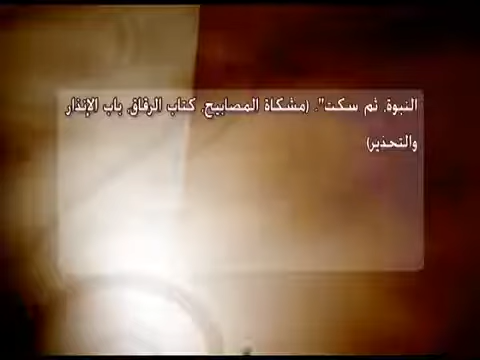 النبوة. ثم سكت". (مشكاة المصابيح. كتاب الرقاق. باب الإنذار
والتحذير)